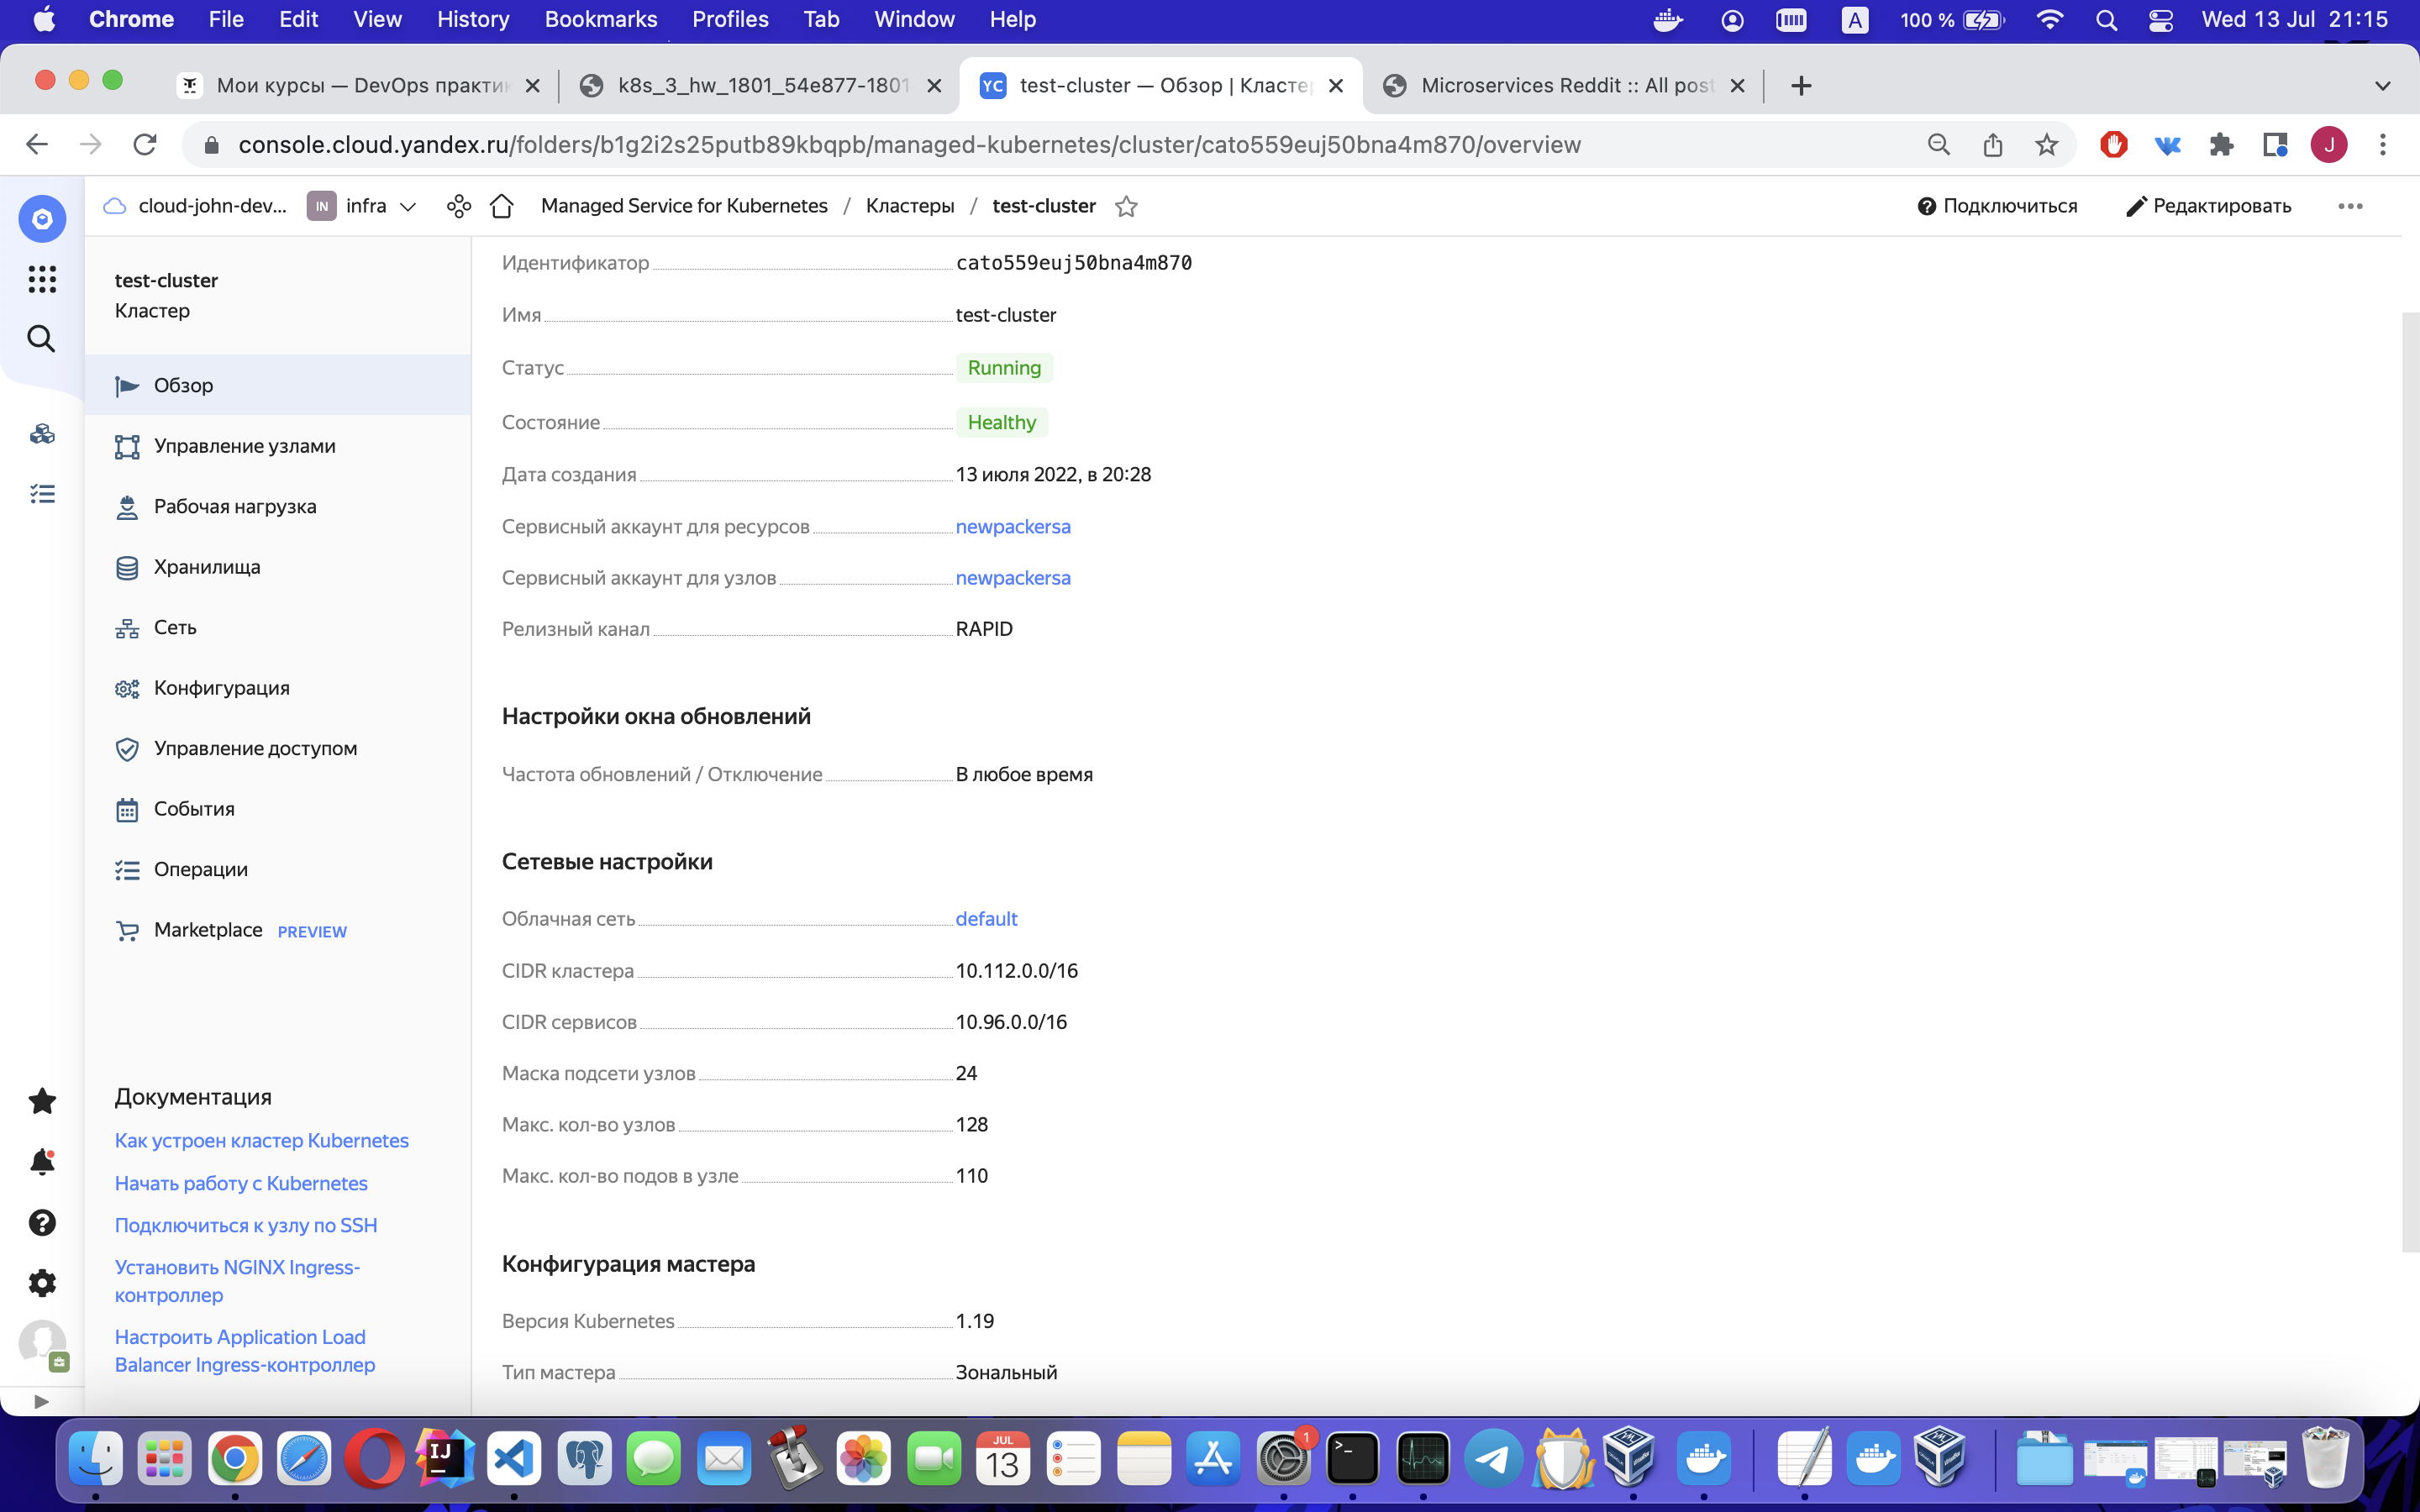 Chrome File Edit View History Bookmarks Profiles Tab Window Help A 100 % Wed 13 Jul 21:15
Мои курсы — DevOps практик k8s_3_hw_1801_54e877-1801 YC test-cluster — Обзор | Класте Microservices Reddit :: All post
console.cloud.yandex.ru/folders/b1g2i2s25putb89kbqpb/managed-kubernetes/cluster/cato559euj50bna4m870/overview J
cloud-john-dev... IN infra Managed Service for Kubernetes / Кластеры / test-cluster Подключиться Редактировать
test-cluster
Кластер
Обзор
Управление узлами
Рабочая нагрузка
Хранилища
Сеть
Конфигурация
Управление доступом
События
Операции
Marketplace PREVIEW
Документация
Как устроен кластер Kubernetes
Начать работу с Kubernetes
Подключиться к узлу по SSH
Установить NGINX Ingress-
контроллер
Настроить Application Load
Balancer Ingress-контроллер
Идентификатор cato559euj50bna4m870
Имя test-cluster
Статус Running
Состояние Healthy
Дата создания 13 июля 2022, в 20:28
Сервисный аккаунт для ресурсов newpackersa
Сервисный аккаунт для узлов newpackersa
Релизный канал RAPID
Настройки окна обновлений
Частота обновлений / Отключение В любое время
Сетевые настройки
Облачная сеть default
CIDR кластера 10.112.0.0/16
CIDR сервисов 10.96.0.0/16
Маска подсети узлов 24
Макс. кол-во узлов 128
Макс. кол-во подов в узле 110
Конфигурация мастера
Версия Kubernetes 1.19
Тип мастера Зональный
IJ JUL 13 1 >_